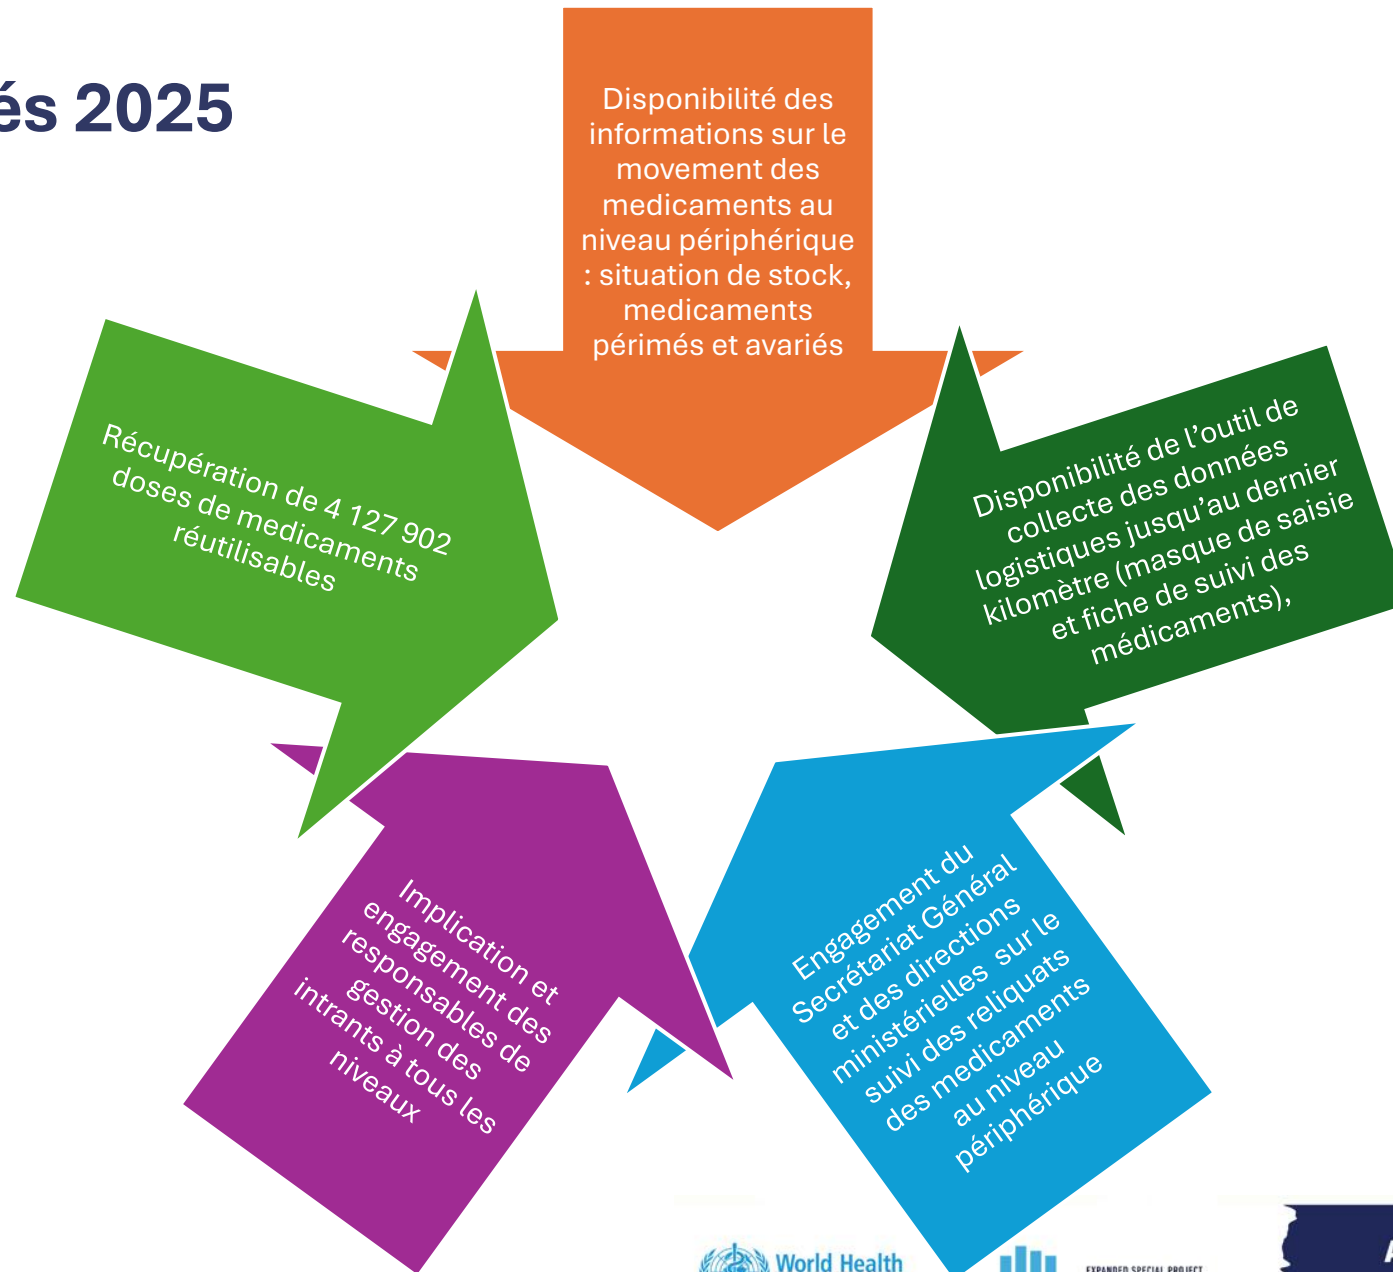 és 2025
Disponibilité des
informations sur le
movement des
medicaments au
niveau périphérique
: situation de stock,
medicaments
périmés et avariés
Récupération de 4 127 902
doses de medicaments
réutilisables
Disponibilité de l’outil de
collecte des données
logistiques jusqu’au dernier
kilomètre (masque de saisie
et fiche de suivi des
médicaments),
Implication et
engagement des
responsables de
gestion des
intrants à tous les
niveaux
Engagement du
Secrétariat Général
et des directions
ministérielles sur le
suivi des reliquats
des medicaments
au niveau
périphérique
World Health
EXPANDED SPECIAL PROJECT
A